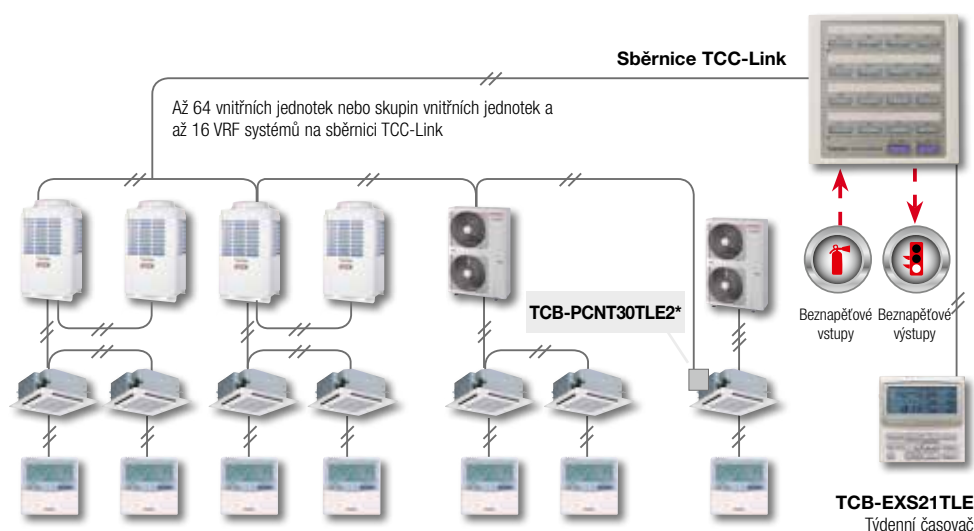 Sběrnice TCC-Link
Až 64 vnitřních jednotek nebo skupin vnitřních jednotek a
až 16 VRF systémů na sběrnici TCC-Link
TCB-PCNT30TLE2*
Beznapěťové
vstupy
Beznapěťové
výstupy
TCB-EXS21TLE
Týdenní časovač